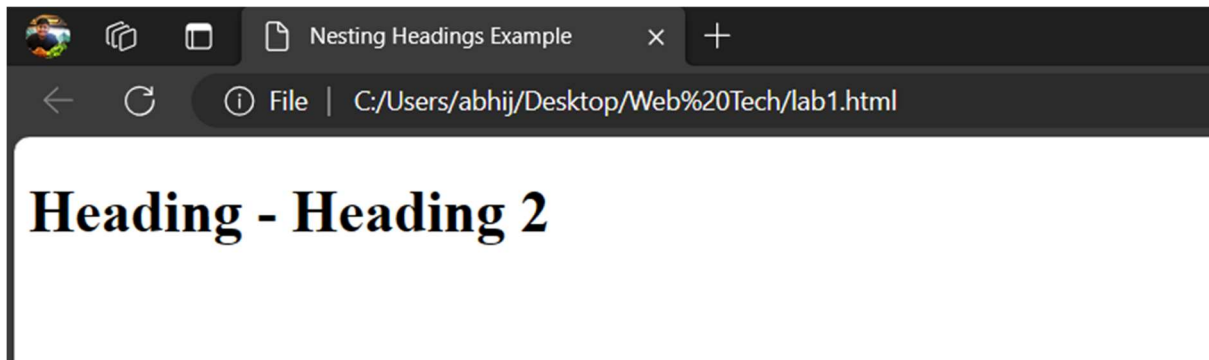 Nesting Headings Example
File | C:/Users/abhij/Desktop/Web%20Tech/lab1.html
Heading - Heading 2